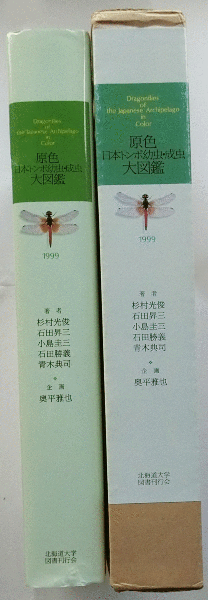 Dragonflies
of
the Japanese Archipelago
in
Color
原色
日本トンボ幼虫・成虫
大図鑑
1999
著者
杉村光俊
石田昇三
小島圭三
石田勝義
青木典司
企画
奥平雅也
北海道大学
図書刊行会
Dragonflies
of
the Japanese Archipelago
in
Color
原色
日本トンボ幼虫・成虫
大図鑑
1999
著者
杉村光俊
石田昇三
小島圭三
石田勝義
青木典司
企画
奥平雅也
北海道大学
図書刊行会